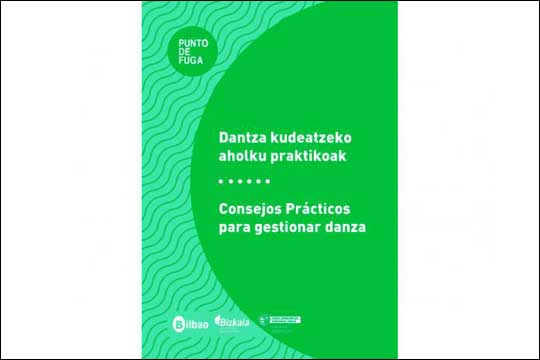 PUNTO
DE
FUGA
Dantza kudeatzeko
aholku praktikoak
Consejos Prácticos
para gestionar danza
Bilbao
Bizkaia